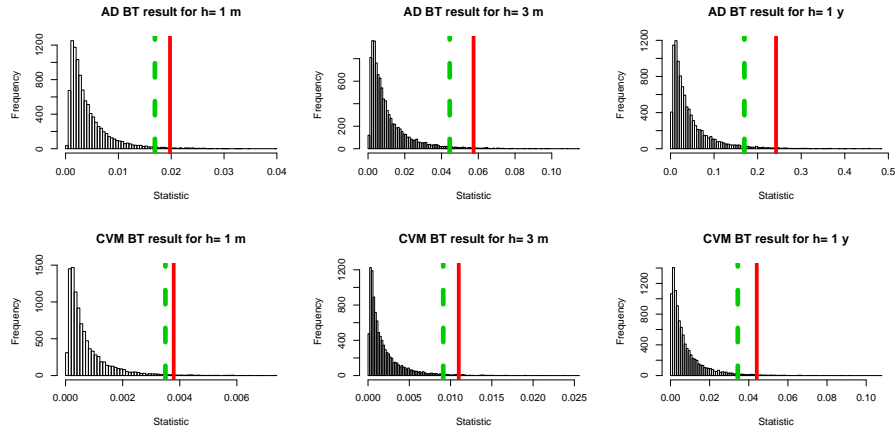 AD BT result for h= 1 m
Frequency
0 400 800 1200
0.00 0.01 0.02 0.03 0.04
Statistic
AD BT result for h= 3 m
Frequency
0 200 400 600 800
0.00 0.02 0.04 0.06 0.08 0.10
Statistic
AD BT result for h= 1 y
Frequency
0 400 800 1200
0.0 0.1 0.2 0.3 0.4 0.5
Statistic
CVM BT result for h= 1 m
Frequency
0 500 1000 1500
0.000 0.002 0.004 0.006
Statistic
CVM BT result for h= 3 m
Frequency
0 400 800 1200
0.000 0.005 0.010 0.015 0.020 0.025
Statistic
CVM BT result for h= 1 y
Frequency
0 400 800 1200
0.00 0.02 0.04 0.06 0.08 0.10
Statistic